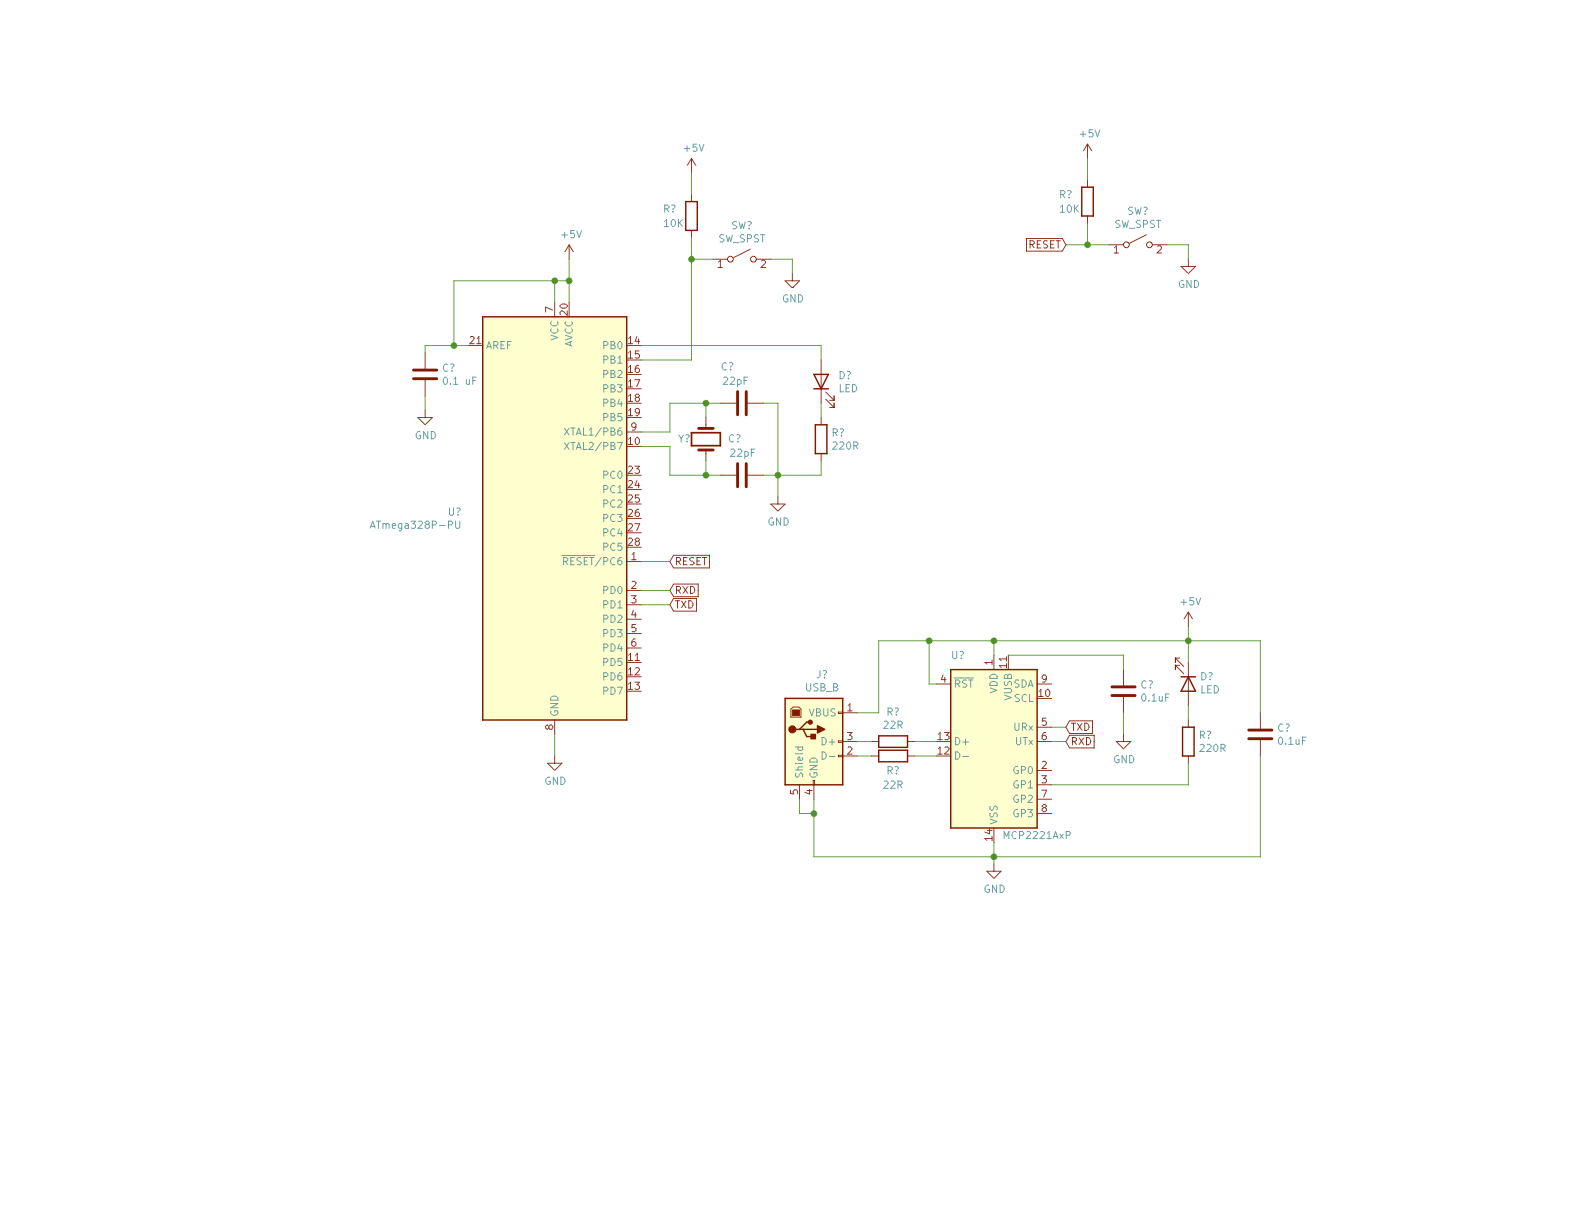 +5V
R?
10K
SW?
SW_SPST
1
2
GND
+5V
R?
10K
SW?
SW_SPST
RESET
1
2
GND
+5V
7
20
VCC
AVCC
21
AREF
C?
0.1 uF
GND
U?
ATmega328P-PU
PB0
14
PB1
15
PB2
16
PB3
17
PB4
18
PB5
19
XTAL1/PB6
9
XTAL2/PB7
10
PC0
23
PC1
24
PC2
25
PC3
26
PC4
27
PC5
28
RESET/PC6
1
RESET
PD0
2
RXD
PD1
3
TXD
PD2
4
PD3
5
PD4
6
PD5
11
PD6
12
PD7
13
GND
8
GND
C?
22pF
Y?
C?
22pF
GND
D?
LED
R?
220R
J?
USB_B
VBUS
1
D+
3
D-
2
Shield
GND
5
4
R?
22R
R?
22R
U?
MCP2221AxP
1
11
VDD
VUSB
4
RST
13
D+
12
D-
SDA
9
SCL
10
URx
5
TXD
UTx
6
RXD
GP0
2
GP1
3
GP2
7
GP3
8
VSS
14
GND
C?
0.1uF
GND
+5V
D?
LED
R?
220R
C?
0.1uF